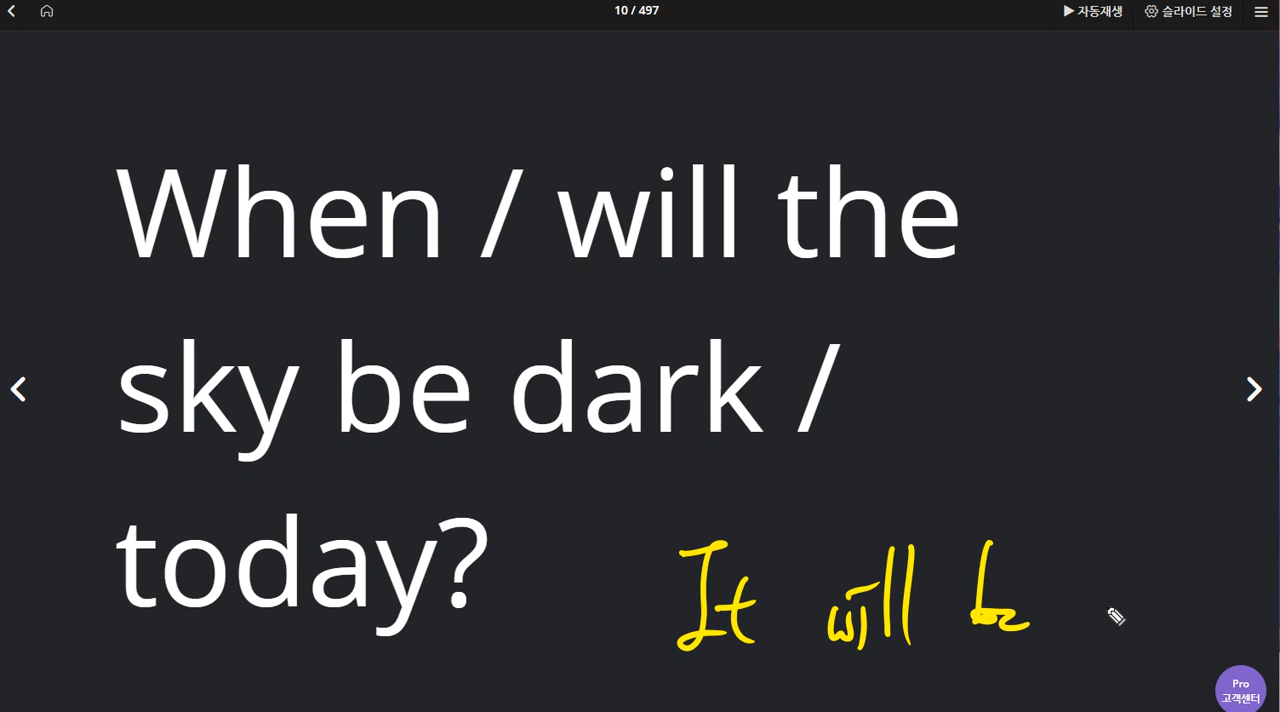 10 / 497
▶ 자동재생
슬라이드 설정
When / will the
sky be dark /
today?
It will be
Pro
고객센터